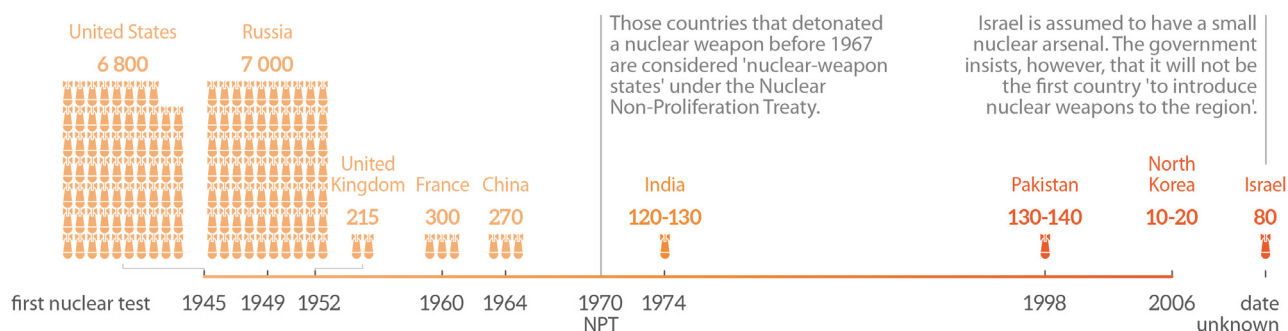 United States
6 800
Russia
7 000
Those countries that detonated
a nuclear weapon before 1967
are considered 'nuclear-weapon
states' under the Nuclear
Non-Proliferation Treaty.
Israel is assumed to have a small
nuclear arsenal. The government
insists, however, that it will not be
the first country 'to introduce
nuclear weapons to the region'.
United
Kingdom
215
France
300
China
270
India
120-130
Pakistan
130-140
North
Korea
10-20
Israel
80
first nuclear test
1945
1949
1952
1960
1964
1970
NPT
1974
1998
2006
date
unknown